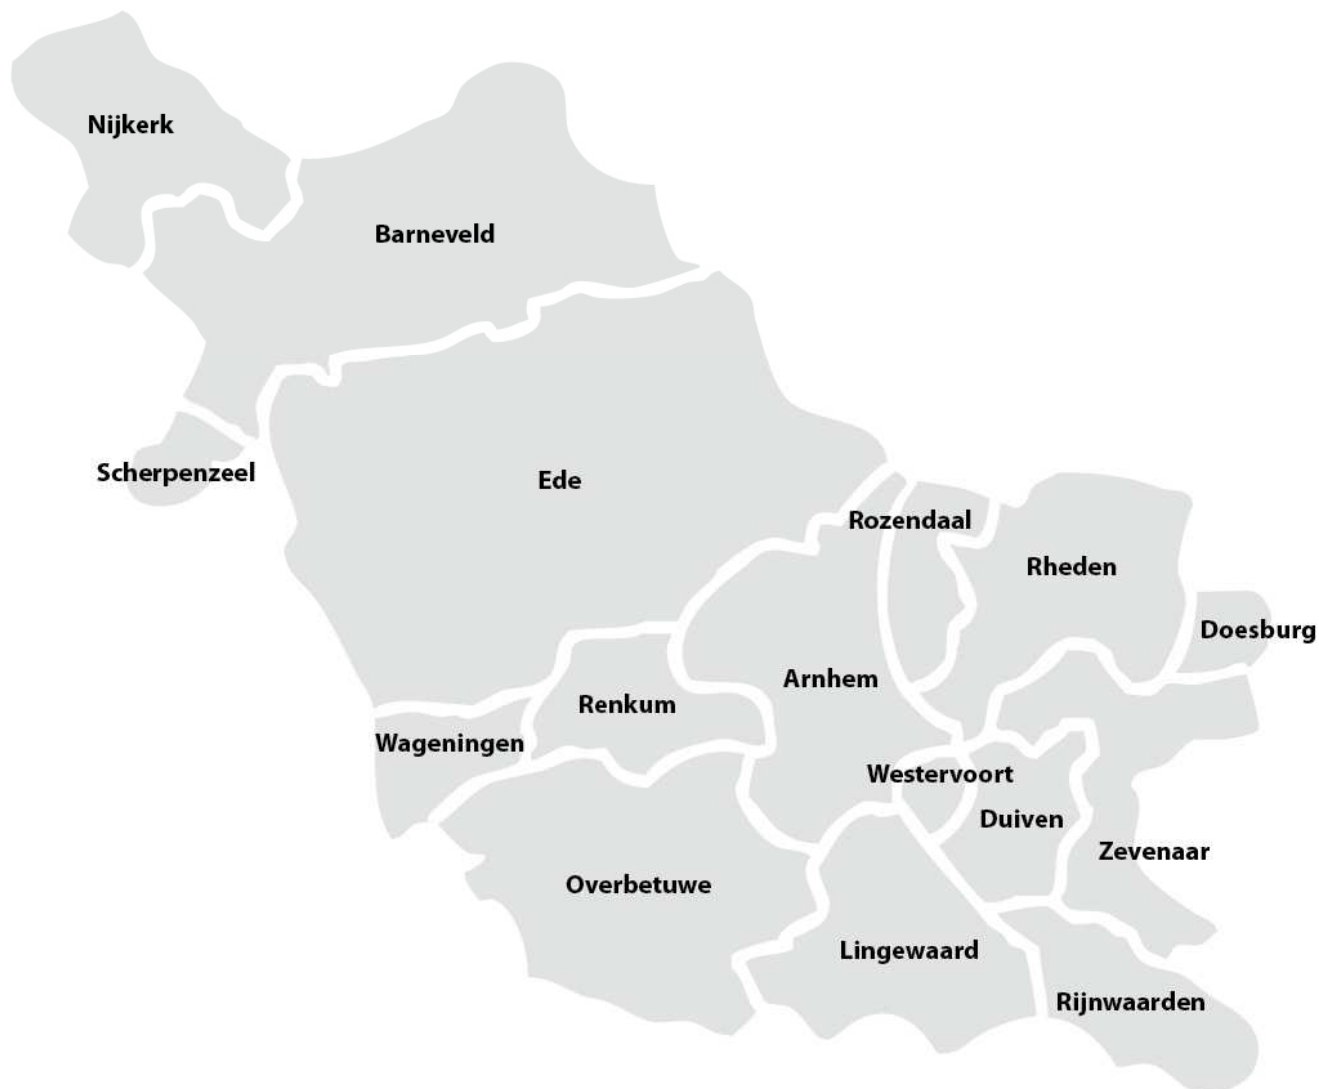 Nijkerk
Barneveld
Scherpenzeel
Ede
Rozendaal
Rheden
Doesburg
Arnhem
Renkum
Wageningen
Westervoort
Duiven
Zevenaar
Overbetuwe
Lingewaard
Rijnwaarden